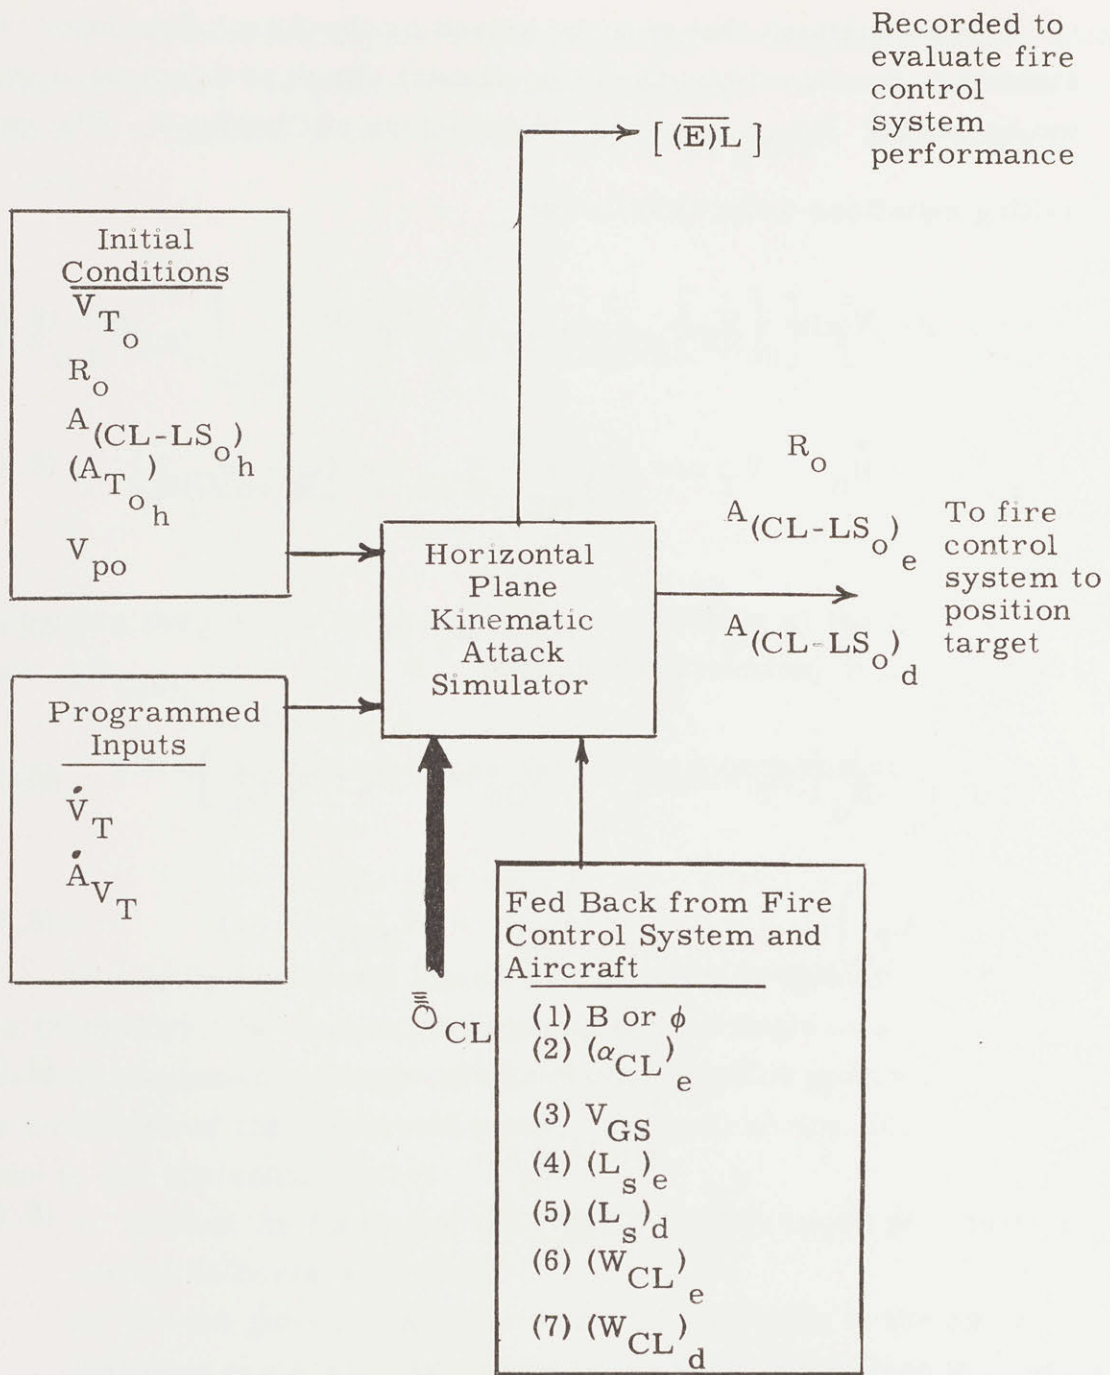 Recorded to
evaluate fire
control
system
performance
[ (E)L ]
Initial
Conditions
V_T_o
R_o
A_(CL-LS_o)_h
(A_T_o)_h
V_po
Horizontal
Plane
Kinematic
Attack
Simulator
R_o
A_(CL-LS_o)_e
A_(CL-LS_o)_d
To fire
control
system to
position
target
Programmed
Inputs
V̇_T
Ȧ_V_T
O_CL
Fed Back from Fire
Control System and
Aircraft
(1) B or ϕ
(2) (α_CL)_e
(3) V_GS
(4) (L_s)_e
(5) (L_s)_d
(6) (W_CL)_e
(7) (W_CL)_d